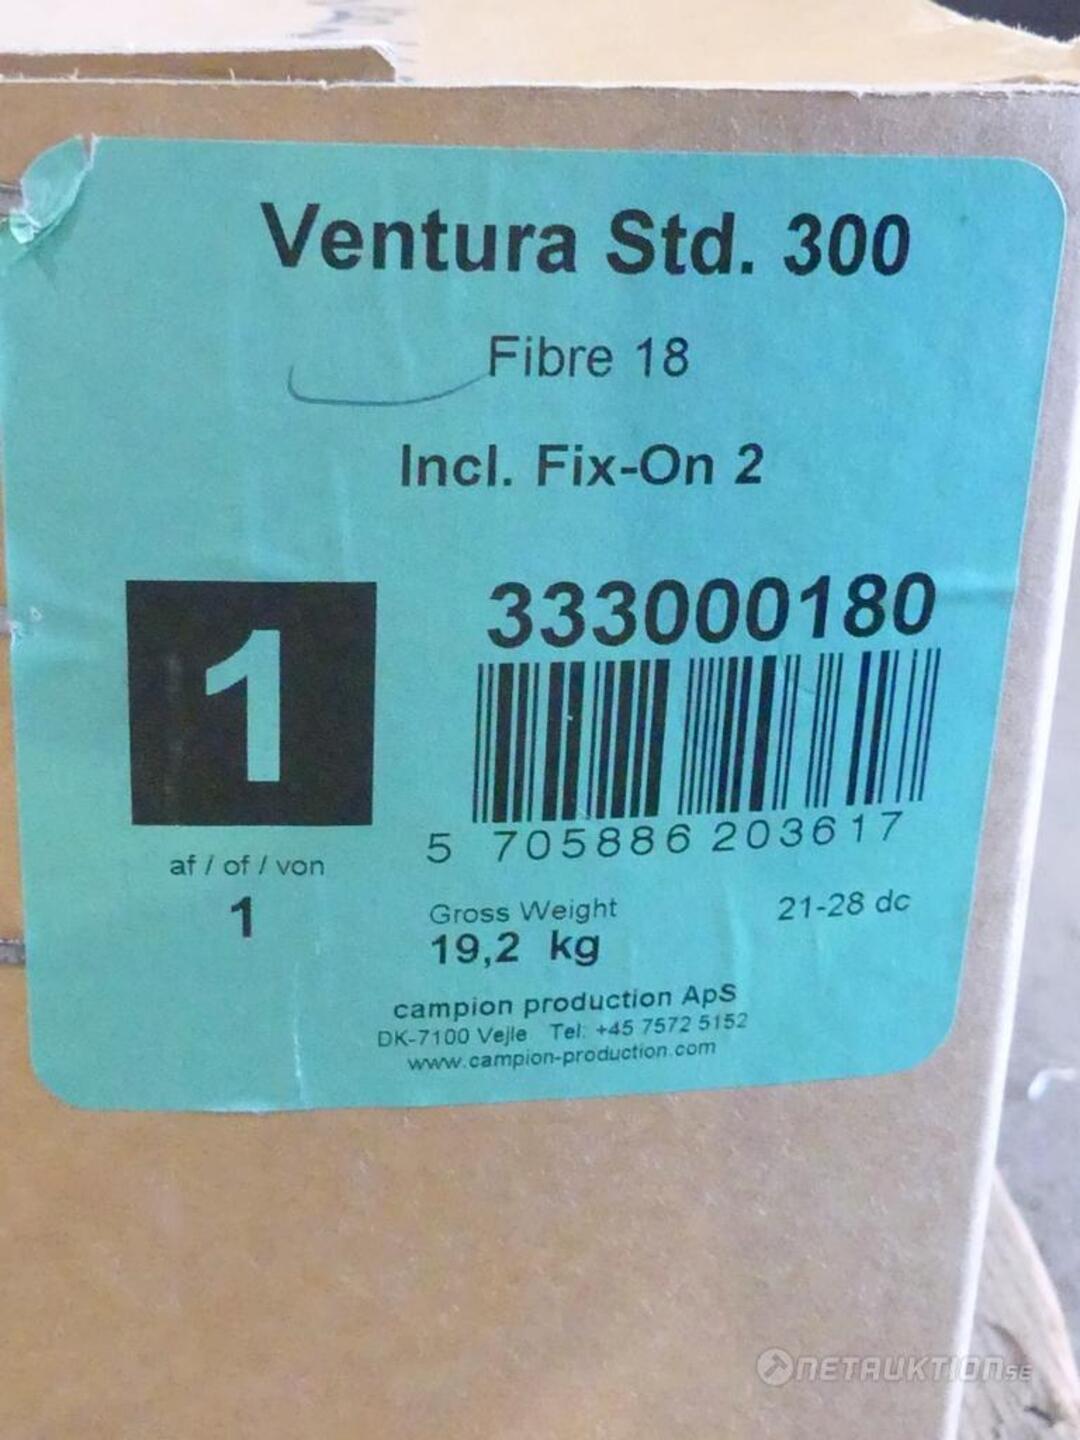 Ventura Std. 300
Fibre 18
Incl. Fix-On 2
333000180
1
5 705886 203617
af / of / von
1
Gross Weight
21-28 dc
19,2 kg
campion production ApS
DK-7100 Vejle Tel: +45 7572 5152
www.campion-production.com
NETAUKTION.SE